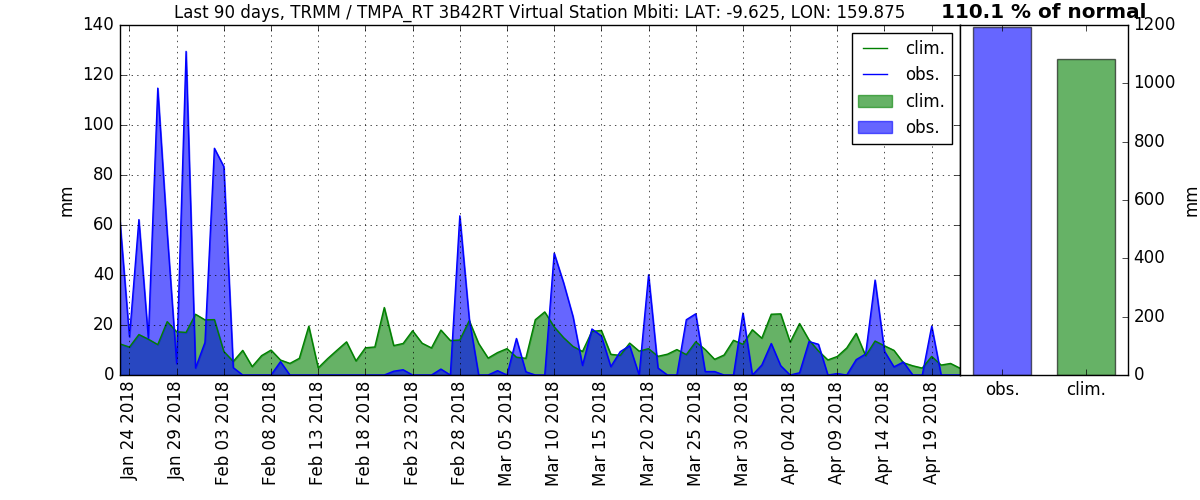 Last 90 days, TRMM / TMPA_RT 3B42RT Virtual Station Mbiti: LAT: -9.625, LON: 159.875
110.1 % of normal
140
120
100
80
60
40
20
0
mm
clim.
obs.
clim.
obs.
1200
1000
800
600
400
200
0
mm
obs.
clim.
Jan 24 2018
Jan 29 2018
Feb 03 2018
Feb 08 2018
Feb 13 2018
Feb 18 2018
Feb 23 2018
Feb 28 2018
Mar 05 2018
Mar 10 2018
Mar 15 2018
Mar 20 2018
Mar 25 2018
Mar 30 2018
Apr 04 2018
Apr 09 2018
Apr 14 2018
Apr 19 2018